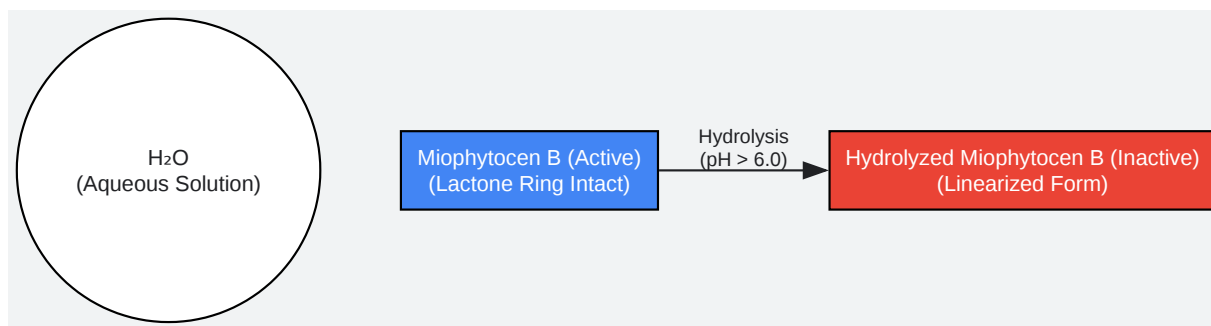 H₂O
(Aqueous Solution)
Miophytocen B (Active)
(Lactone Ring Intact)
Hydrolysis
(pH > 6.0)
Hydrolyzed Miophytocen B (Inactive)
(Linearized Form)